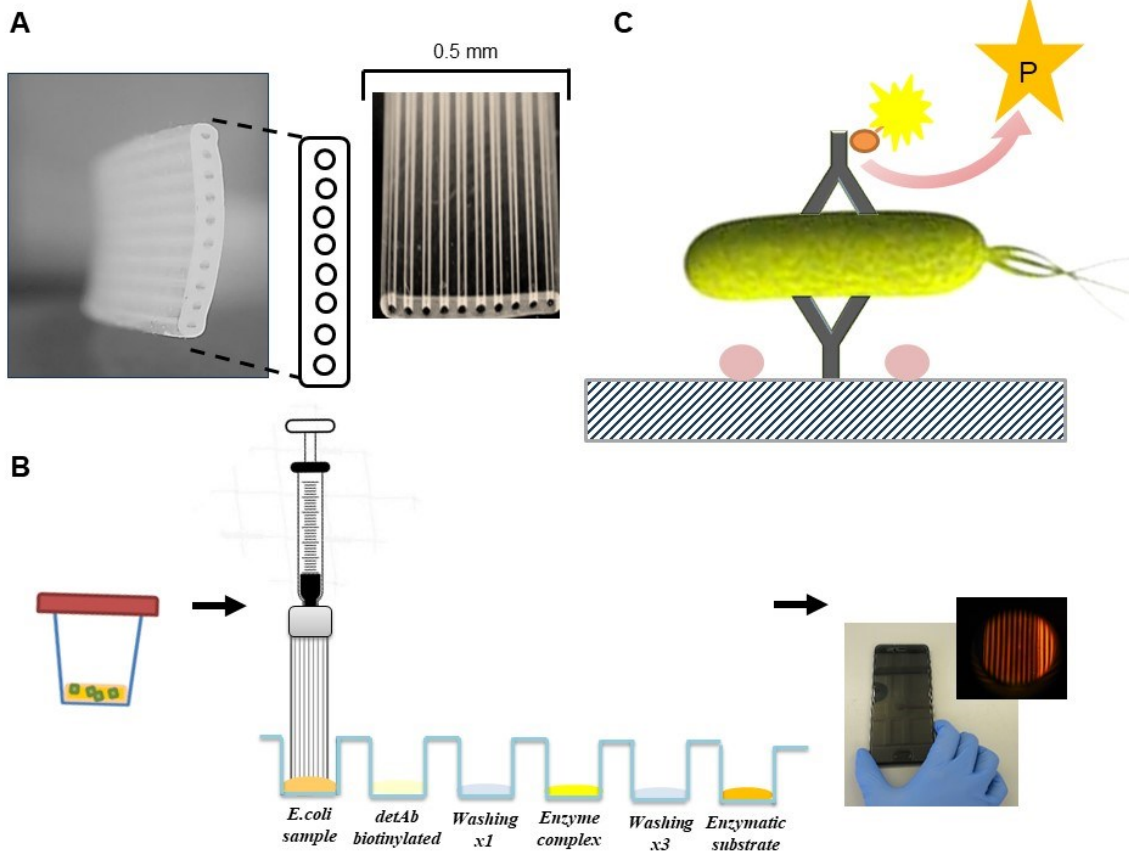 A
0.5 mm
C
P
B
E.coli
sample
detAb
biotinylated
Washing
x1
Enzyme
complex
Washing
x3
Enzymatic
substrate